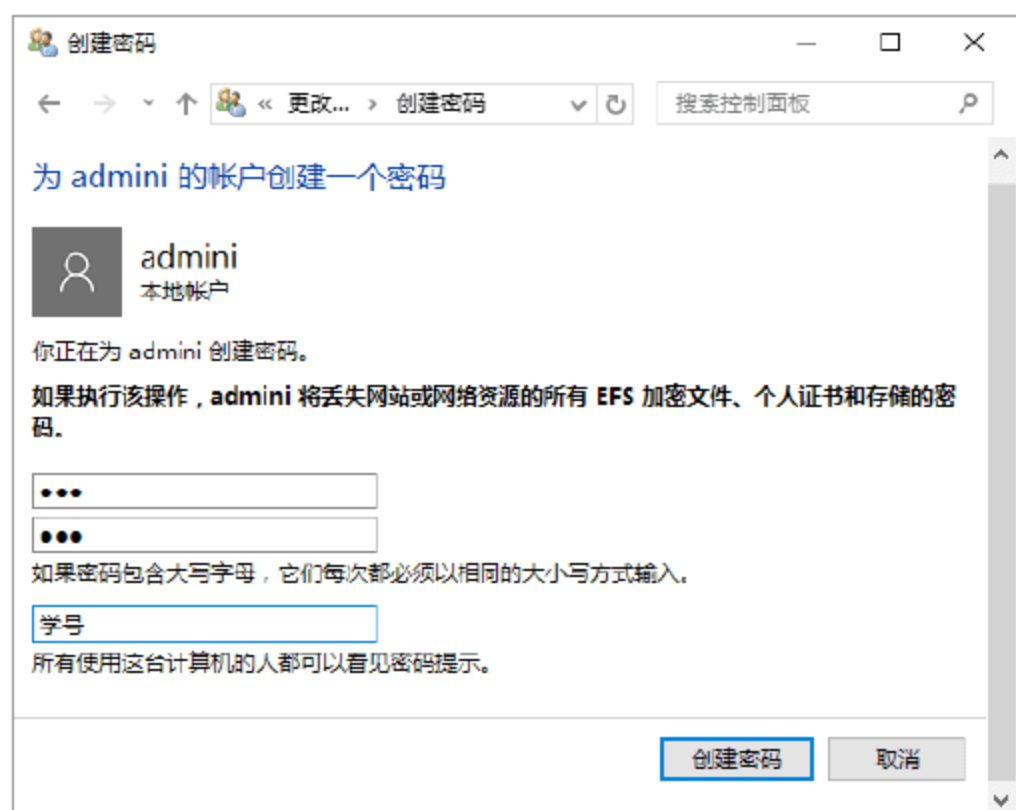 创建密码
« 更改... › 创建密码
搜索控制面板
为 admini 的帐户创建一个密码
admini
本地帐户
你正在为 admini 创建密码。
如果执行该操作，admini 将丢失网站或网络资源的所有 EFS 加密文件、个人证书和存储的密
码。
•••
•••
如果密码包含大写字母，它们每次都必须以相同的大小写方式输入。
学号
所有使用这台计算机的人都可以看见密码提示。
创建密码
取消